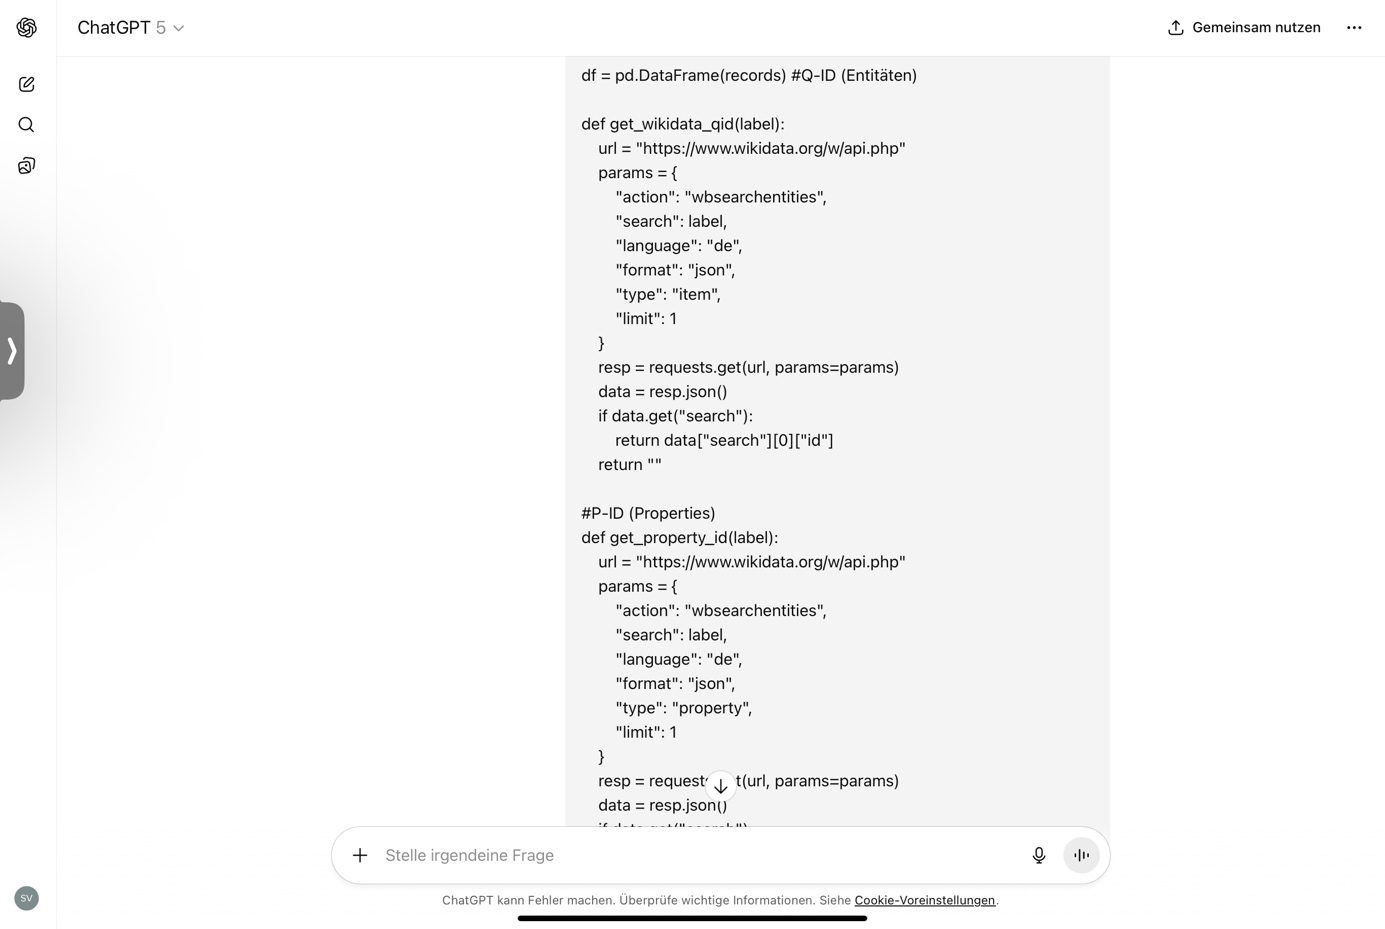 ChatGPT 5
Gemeinsam nutzen
df = pd.DataFrame(records) #Q-ID (Entitäten)
def get_wikidata_qid(label):
url = "https://www.wikidata.org/w/api.php"
params = {
"action": "wbsearchentities",
"search": label,
"language": "de",
"format": "json",
"type": "item",
"limit": 1
}
resp = requests.get(url, params=params)
data = resp.json()
if data.get("search"):
return data["search"][0]["id"]
return ""
#P-ID (Properties)
def get_property_id(label):
url = "https://www.wikidata.org/w/api.php"
params = {
"action": "wbsearchentities",
"search": label,
"language": "de",
"format": "json",
"type": "property",
"limit": 1
}
resp = requests t(url, params=params)
data = resp.json()
Stelle irgendeine Frage
SV
ChatGPT kann Fehler machen. Überprüfe wichtige Informationen. Siehe Cookie-Voreinstellungen.